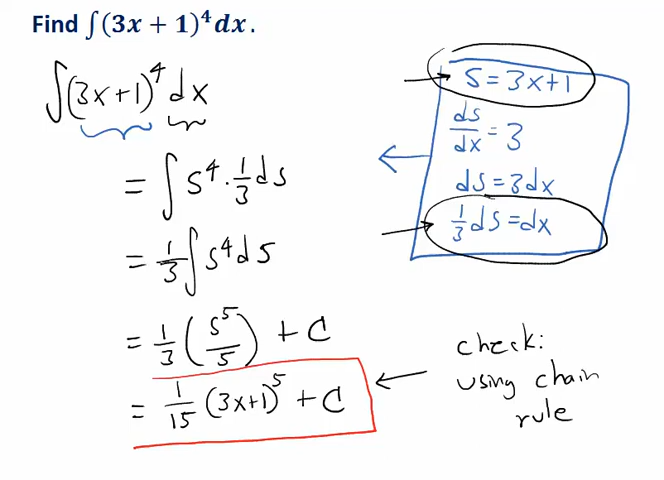 Find ∫(3x + 1)⁴dx.
∫(3x+1)⁴ dx
= ∫ s⁴ · 1/3 ds
= 1/3 ∫ s⁴ ds
= 1/3 (s⁵/5) + C
= 1/15 (3x+1)⁵ + C
s = 3x+1
ds/dx = 3
ds = 3dx
1/3 ds = dx
check:
using chain
rule